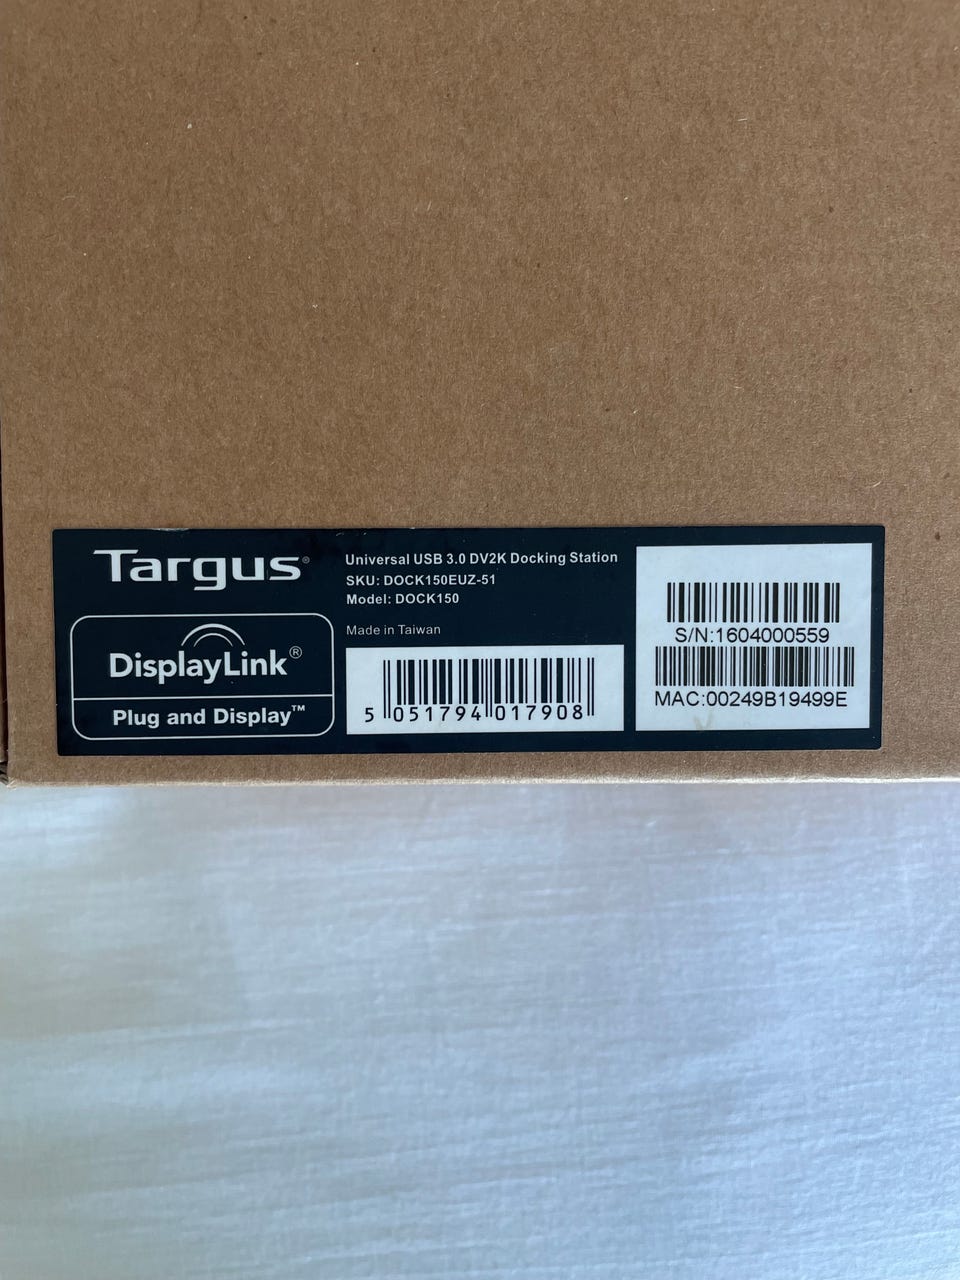 Targus®
DisplayLink®
Plug and Display™
Universal USB 3.0 DV2K Docking Station
SKU: DOCK150EUZ-51
Model: DOCK150
Made in Taiwan
5 051794 017908
S/N:1604000559
MAC:00249B19499E